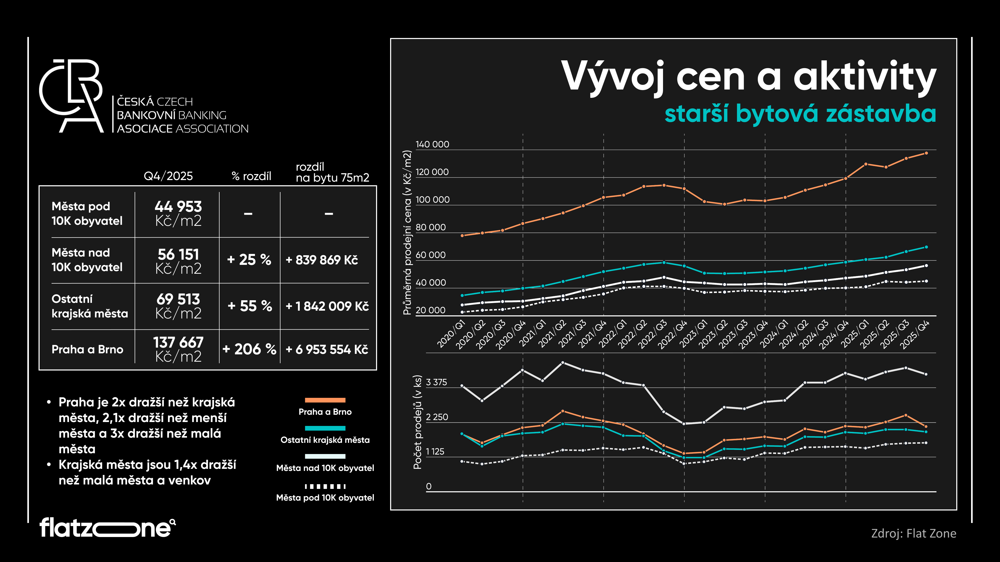 ČBA
ČESKÁ CZECH
BANKOVNÍ BANKING
ASOCIACE ASSOCIATION
Q4/2025
% rozdíl
rozdíl
na bytu 75m2
Města pod
10K obyvatel
44 953
Kč/m2
–
–
Města nad
10K obyvatel
56 151
Kč/m2
+ 25 %
+ 839 869 Kč
Ostatní
krajská města
69 513
Kč/m2
+ 55 %
+ 1 842 009 Kč
Praha a Brno
137 667
Kč/m2
+ 206 %
+ 6 953 554 Kč
• Praha je 2x dražší než krajská
města, 2,1x dražší než menší
města a 3x dražší než malá
města
• Krajská města jsou 1,4x dražší
než malá města a venkov
Praha a Brno
Ostatní krajská města
Města nad 10K obyvatel
Města pod 10K obyvatel
flatzone
Vývoj cen a aktivity
starší bytová zástavba
Průměrná prodejní cena (v Kč/m2)
140 000
120 000
100 000
80 000
60 000
40 000
20 000
2020/Q1
2020/Q2
2020/Q3
2020/Q4
2021/Q1
2021/Q2
2021/Q3
2021/Q4
2022/Q1
2022/Q2
2022/Q3
2022/Q4
2023/Q1
2023/Q2
2023/Q3
2023/Q4
2024/Q1
2024/Q2
2024/Q3
2024/Q4
2025/Q1
2025/Q2
2025/Q3
2025/Q4
Počet prodejů (v ks)
3 375
2 250
1 125
0
Zdroj: Flat Zone